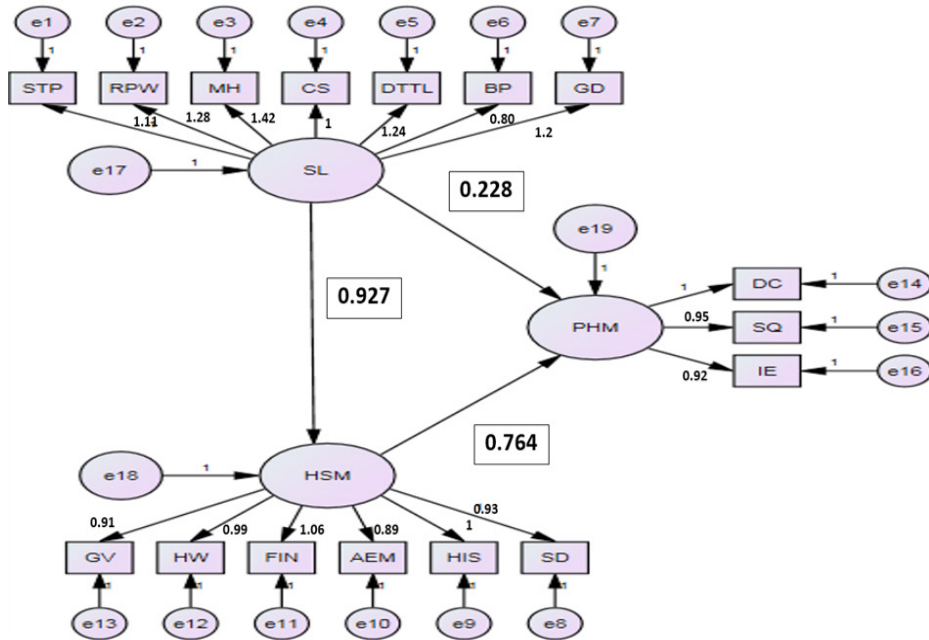 e1 e2 e3 e4 e5 e6 e7
1 1 1 1 1 1 1
STP RPW MH CS DTTL BP GD
1.11 1.28 1.42 1 1.24 0.80 1.2
e17 1 SL
0.228
e19
1
0.927
DC 1 e14
1
PHM 0.95 SQ 1 e15
0.92 IE 1 e16
0.764
e18 1 HSM
0.91 0.99 1.06 0.89 1 0.93
GV HW FIN AEM HIS SD
1 1 1 1 1 1
e13 e12 e11 e10 e9 e8